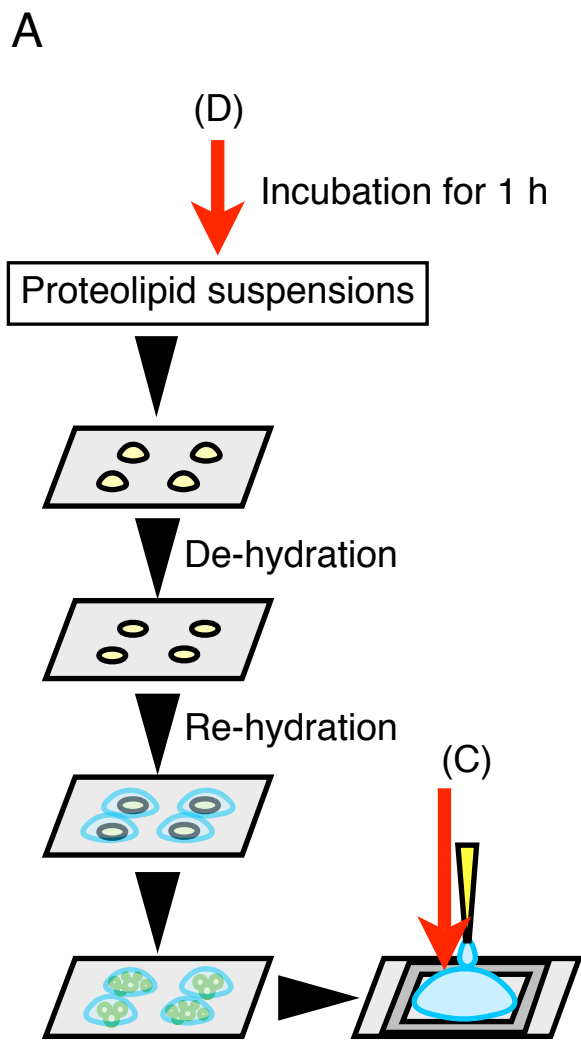 A
(D)
Incubation for 1 h
Proteolipid suspensions
De-hydration
Re-hydration
(C)